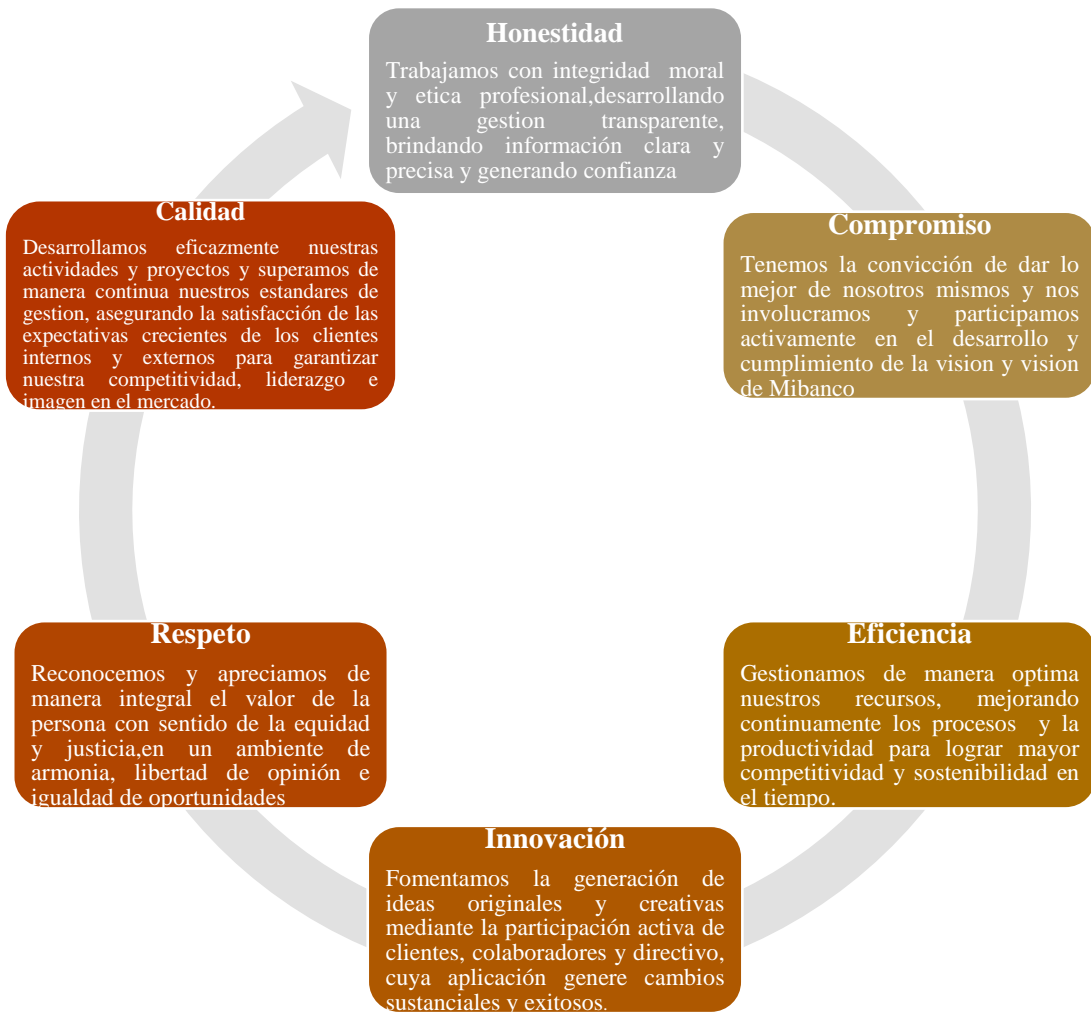 Honestidad
Trabajamos con integridad moral
y etica profesional,desarrollando
una gestion transparente,
brindando información clara y
precisa y generando confianza
Compromiso
Tenemos la convicción de dar lo
mejor de nosotros mismos y nos
involucramos y participamos
activamente en el desarrollo y
cumplimiento de la vision y vision
de Mibanco
Eficiencia
Gestionamos de manera optima
nuestros recursos, mejorando
continuamente los procesos y la
productividad para lograr mayor
competitividad y sostenibilidad en
el tiempo.
Innovación
Fomentamos la generación de
ideas originales y creativas
mediante la participación activa de
clientes, colaboradores y directivo,
cuya aplicación genere cambios
sustanciales y exitosos.
Respeto
Reconocemos y apreciamos de
manera integral el valor de la
persona con sentido de la equidad
y justicia,en un ambiente de
armonia, libertad de opinión e
igualdad de oportunidades
Calidad
Desarrollamos eficazmente nuestras
actividades y proyectos y superamos de
manera continua nuestros estandares de
gestion, asegurando la satisfacción de las
expectativas crecientes de los clientes
internos y externos para garantizar
nuestra competitividad, liderazgo e
imagen en el mercado.